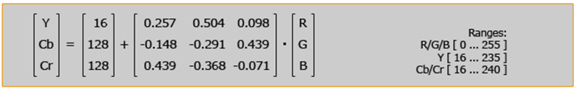 Y 16 0.257 0.504 0.098 R
Cb = 128 + -0.148 -0.291 0.439 · G
Cr 128 0.439 -0.368 -0.071 B
Ranges:
R/G/B [ 0 ... 255 ]
Y [ 16 ... 235 ]
Cb/Cr [ 16 ... 240 ]